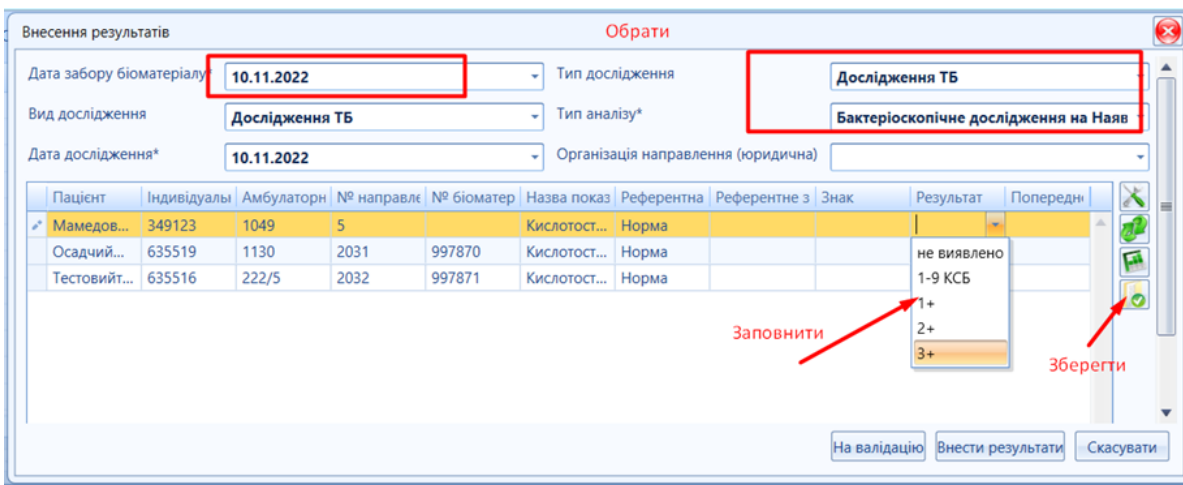 Внесення результатів
Обрати
Дата забору біоматеріалу* 10.11.2022 Тип дослідження Дослідження ТБ
Вид дослідження Дослідження ТБ Тип аналізу* Бактеріоскопічне дослідження на Наяв
Дата дослідження* 10.11.2022 Організація направлення (юридична)
Пацієнт Індивідуалы Амбулаторн № направле № біоматер Назва показ Референтна Референтне з Знак Результат Попередн
Мамедов... 349123 1049 5 Кислотост... Норма
Осадчий... 635519 1130 2031 997870 Кислотост... Норма
Тестовийт... 635516 222/5 2032 997871 Кислотост... Норма
не виявлено
1-9 КСБ
1+
2+
3+
Заповнити
Зберегти
На валідацію Внести результати Скасувати